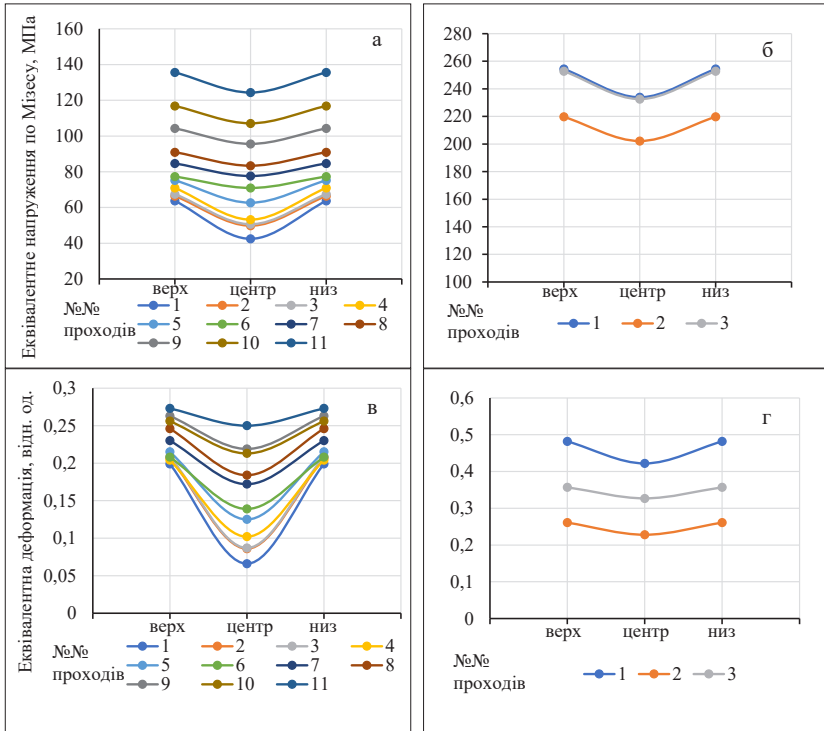 Еквівалентне напруження по Мізесу, МПа
160
140
120
100
80
60
40
20
а
верх центр низ
№№ проходів
1 2 3 4
5 6 7 8
9 10 11
280
260
240
220
200
180
160
140
120
100
б
верх центр низ
№№ проходів
1 2 3
Еквівалентна деформація, відн. од.
0,3
0,25
0,2
0,15
0,1
0,05
0
в
верх центр низ
№№ проходів
1 2 3 4
5 6 7 8
9 10 11
0,6
0,5
0,4
0,3
0,2
0,1
0
г
верх центр низ
№№ проходів
1 2 3